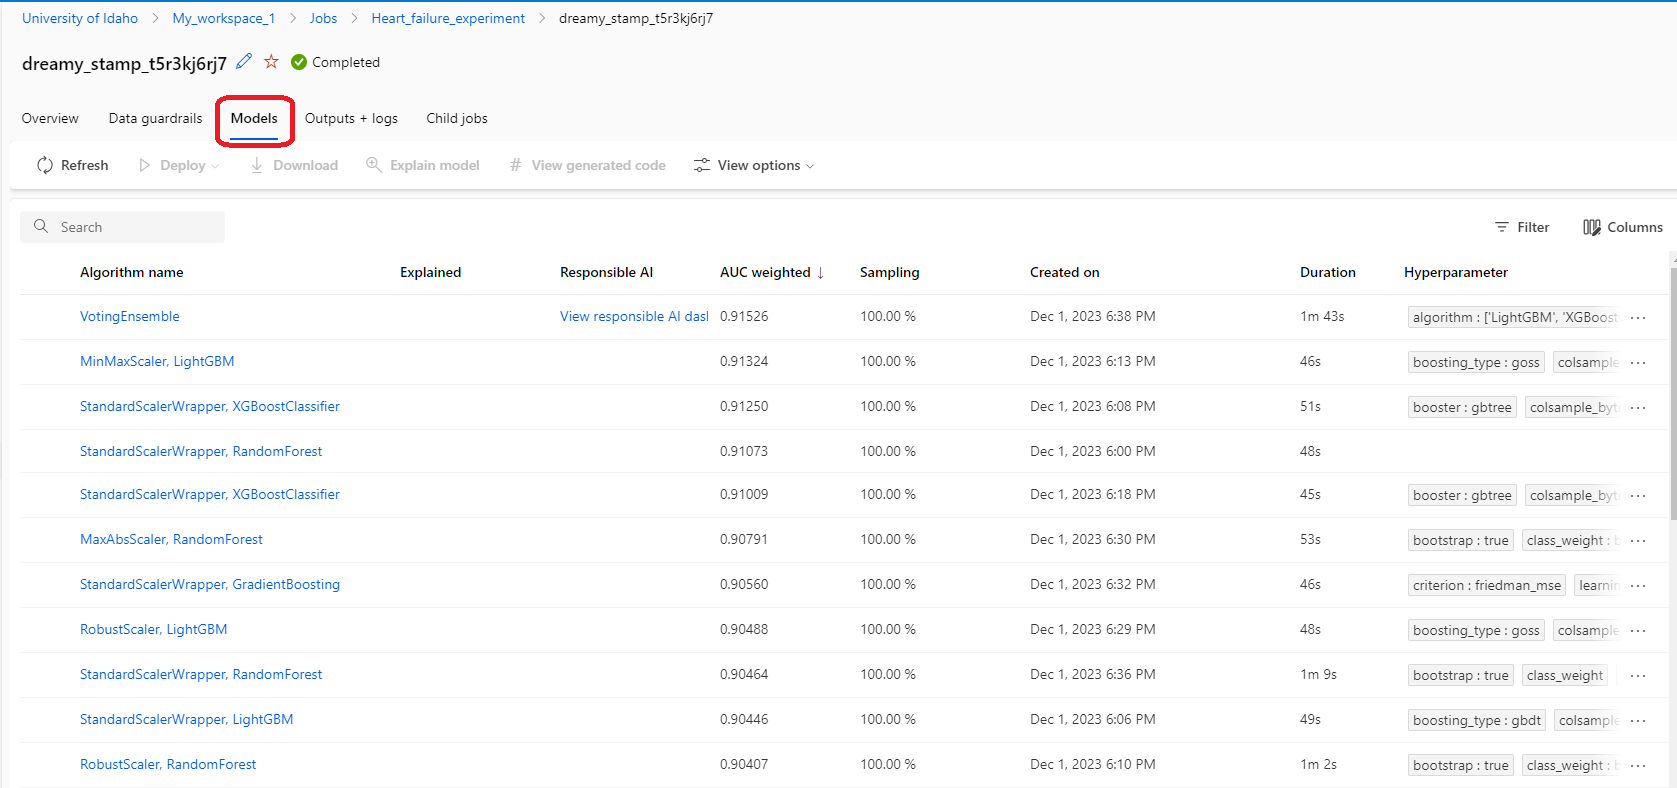 University of Idaho > My_workspace_1 > Jobs > Heart_failure_experiment > dreamy_stamp_t5r3kj6rj7
dreamy_stamp_t5r3kj6rj7 Completed
Overview Data guardrails Models Outputs + logs Child jobs
Refresh Deploy Download Explain model # View generated code View options
Search Filter Columns
Algorithm name Explained Responsible AI AUC weighted ↓ Sampling Created on Duration Hyperparameter
VotingEnsemble View responsible AI dasl 0.91526 100.00 % Dec 1, 2023 6:38 PM 1m 43s algorithm : ['LightGBM', 'XGBoost ...
MinMaxScaler, LightGBM 0.91324 100.00 % Dec 1, 2023 6:13 PM 46s boosting_type : goss colsample ...
StandardScalerWrapper, XGBoostClassifier 0.91250 100.00 % Dec 1, 2023 6:08 PM 51s booster : gbtree colsample_byt ...
StandardScalerWrapper, RandomForest 0.91073 100.00 % Dec 1, 2023 6:00 PM 48s
StandardScalerWrapper, XGBoostClassifier 0.91009 100.00 % Dec 1, 2023 6:18 PM 45s booster : gbtree colsample_byt ...
MaxAbsScaler, RandomForest 0.90791 100.00 % Dec 1, 2023 6:30 PM 53s bootstrap : true class_weight : b ...
StandardScalerWrapper, GradientBoosting 0.90560 100.00 % Dec 1, 2023 6:32 PM 46s criterion : friedman_mse learnin ...
RobustScaler, LightGBM 0.90488 100.00 % Dec 1, 2023 6:29 PM 48s boosting_type : goss colsample ...
StandardScalerWrapper, RandomForest 0.90464 100.00 % Dec 1, 2023 6:36 PM 1m 9s bootstrap : true class_weight ...
StandardScalerWrapper, LightGBM 0.90446 100.00 % Dec 1, 2023 6:06 PM 49s boosting_type : gbdt colsample ...
RobustScaler, RandomForest 0.90407 100.00 % Dec 1, 2023 6:10 PM 1m 2s bootstrap : true class_weight : b ...